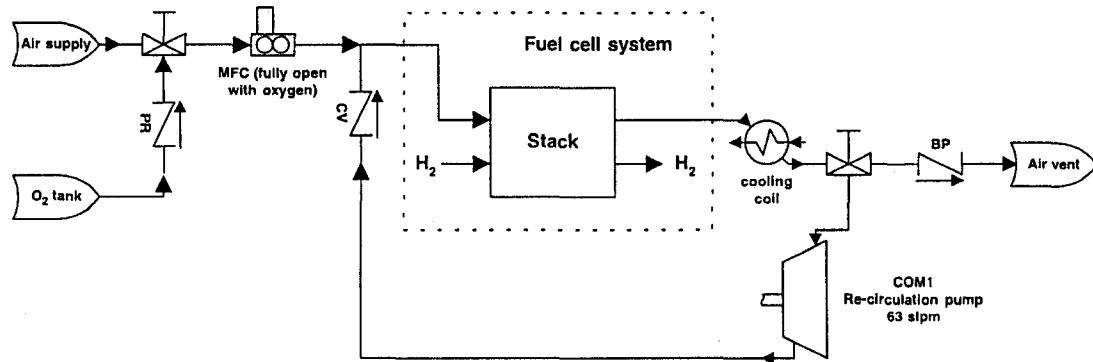 Air supply
MFC (fully open
with oxygen)
PR
O2 tank
CV
Fuel cell system
Stack
H2
H2
cooling
coil
BP
Air vent
COM1
Re-circulation pump
63 slpm